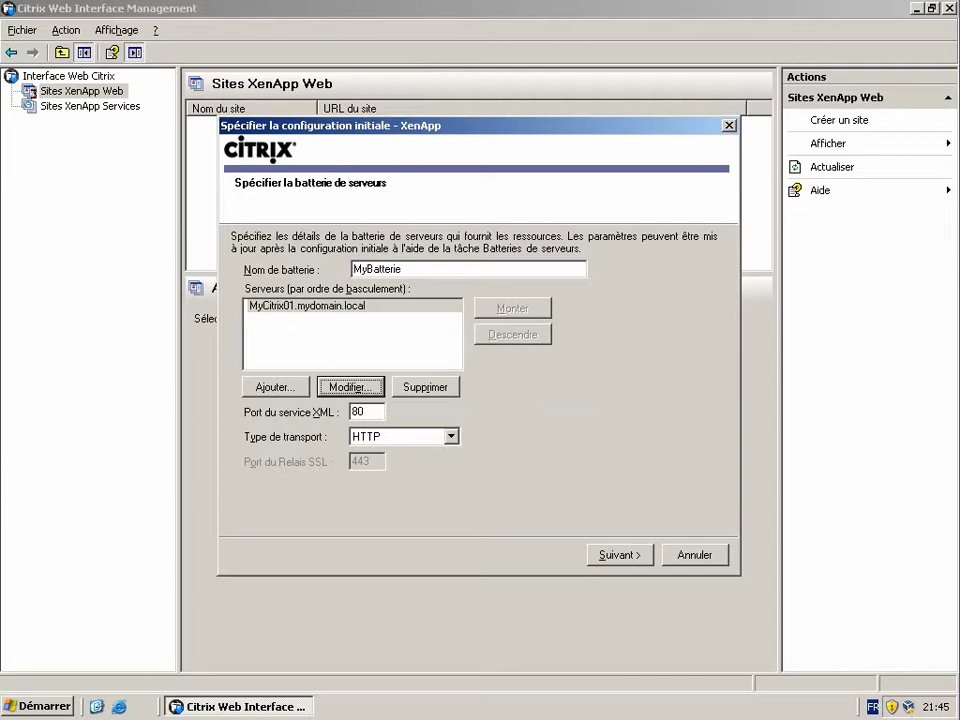 Citrix Web Interface Management
Fichier Action Affichage ?
Interface Web Citrix
Sites XenApp Web
Sites XenApp Services
Sites XenApp Web
Nom du site URL du site
Spécifier la configuration initiale - XenApp
CITRIX®
Spécifier la batterie de serveurs
Spécifiez les détails de la batterie de serveurs qui fournit les ressources. Les paramètres peuvent être mis
à jour après la configuration initiale à l'aide de la tâche Batteries de serveurs.
Nom de batterie : MyBatterie
Serveurs (par ordre de basculement) :
MyCitrix01.mydomain.local
Monter
Descendre
Ajouter... Modifier... Supprimer
Port du service XML : 80
Type de transport : HTTP
Port du Relais SSL : 443
Suivant > Annuler
A
Sélec
Actions
Sites XenApp Web
Créer un site
Afficher
Actualiser
Aide
Démarrer
Citrix Web Interface ...
FR
21:45